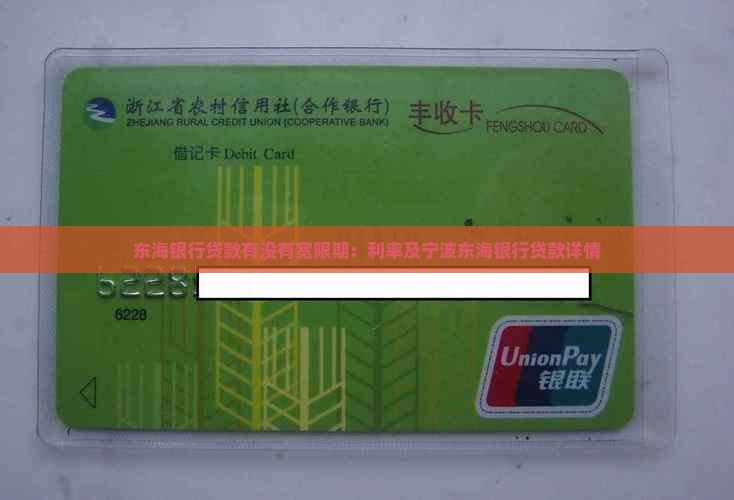 浙江省农村信用社(合作银行)
ZHEJIANG RURAL CREDIT UNION (COOPERATIVE BANK)
丰收卡
FENGSHOU CARD
借记卡 Debit Card
东海银行贷款有没有宽限期：利率及宁波东海银行贷款详情
6228
6228
UnionPay
银联